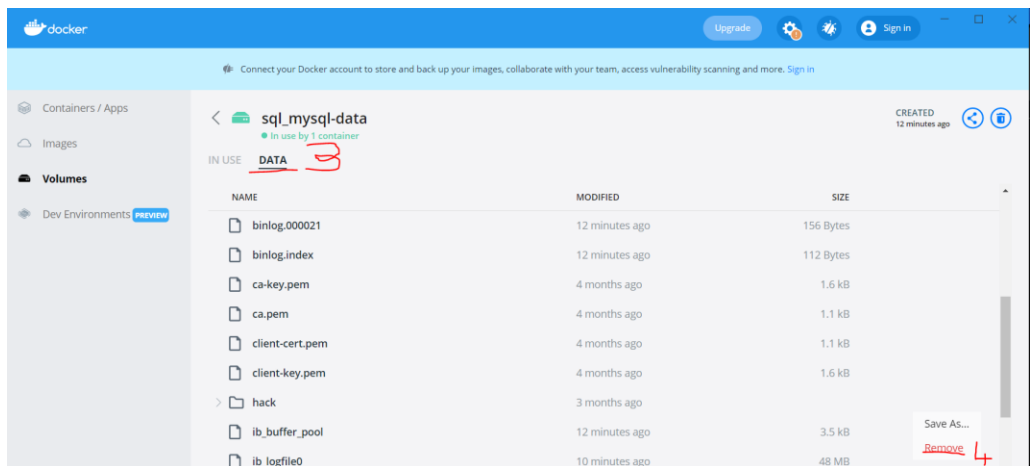 docker
Upgrade
Sign in
Connect your Docker account to store and back up your images, collaborate with your team, access vulnerability scanning and more. Sign in
Containers / Apps
Images
Volumes
Dev Environments PREVIEW
sql_mysql-data
In use by 1 container
CREATED
12 minutes ago
IN USE DATA 3
NAME MODIFIED SIZE
binlog.000021 12 minutes ago 156 Bytes
binlog.index 12 minutes ago 112 Bytes
ca-key.pem 4 months ago 1.6 kB
ca.pem 4 months ago 1.1 kB
client-cert.pem 4 months ago 1.1 kB
client-key.pem 4 months ago 1.6 kB
hack 3 months ago
ib_buffer_pool 12 minutes ago 3.5 kB
ib_logfile0 10 minutes ago 48 MB
Save As...
Remove 4